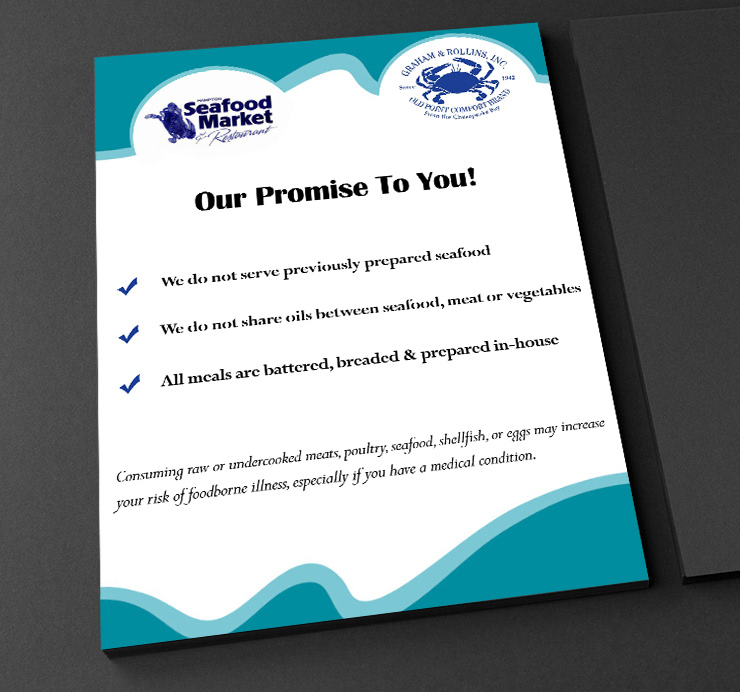 HAMPTON
Seafood
Market
& Restaurant
GRAHAM & ROLLINS, INC.
Since 1942
OLD POINT COMFORT BRAND
From the Chesapeake Bay
Our Promise To You!
We do not serve previously prepared seafood
We do not share oils between seafood, meat or vegetables
All meals are battered, breaded & prepared in-house
Consuming raw or undercooked meats, poultry, seafood, shellfish, or eggs may increase
your risk of foodborne illness, especially if you have a medical condition.